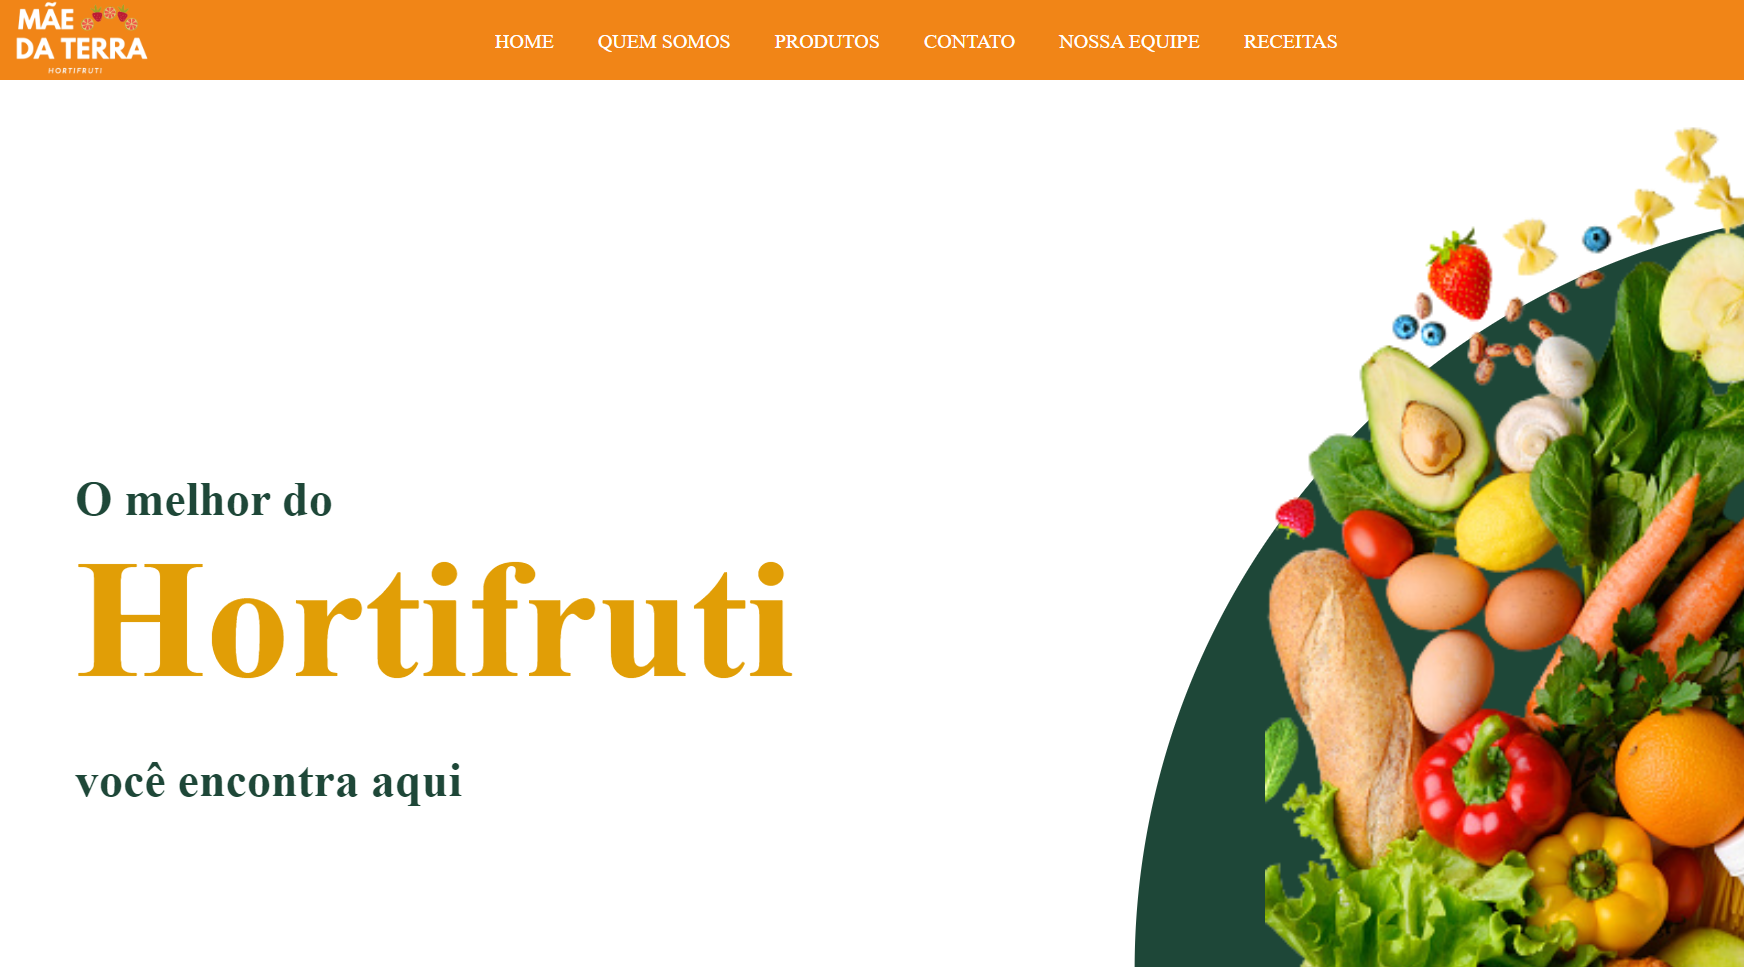 MÃE
DA TERRA
HORTIFRUTI
HOME QUEM SOMOS PRODUTOS CONTATO NOSSA EQUIPE RECEITAS
O melhor do
Hortifruti
você encontra aqui